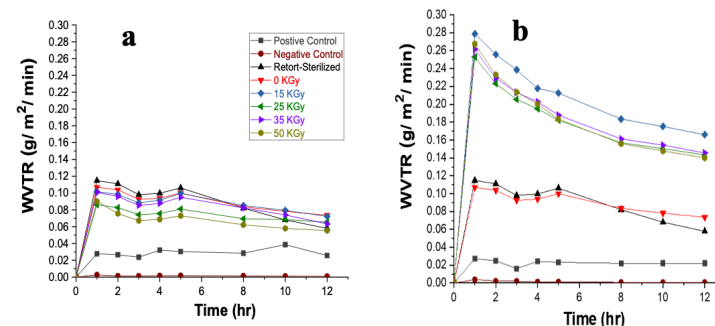 a
WVTR (g/ m²/ min)
0.30
0.28
0.26
0.24
0.22
0.20
0.18
0.16
0.14
0.12
0.10
0.08
0.06
0.04
0.02
0.00
Postive Control
Negative Control
Retort-Sterilized
0 KGy
15 KGy
25 KGy
35 KGy
50 KGy
0 2 4 6 8 10 12
Time (hr)
b
WVTR (g/ m²/ min)
0.30
0.28
0.26
0.24
0.22
0.20
0.18
0.16
0.14
0.12
0.10
0.08
0.06
0.04
0.02
0.00
0 2 4 6 8 10 12
Time (hr)